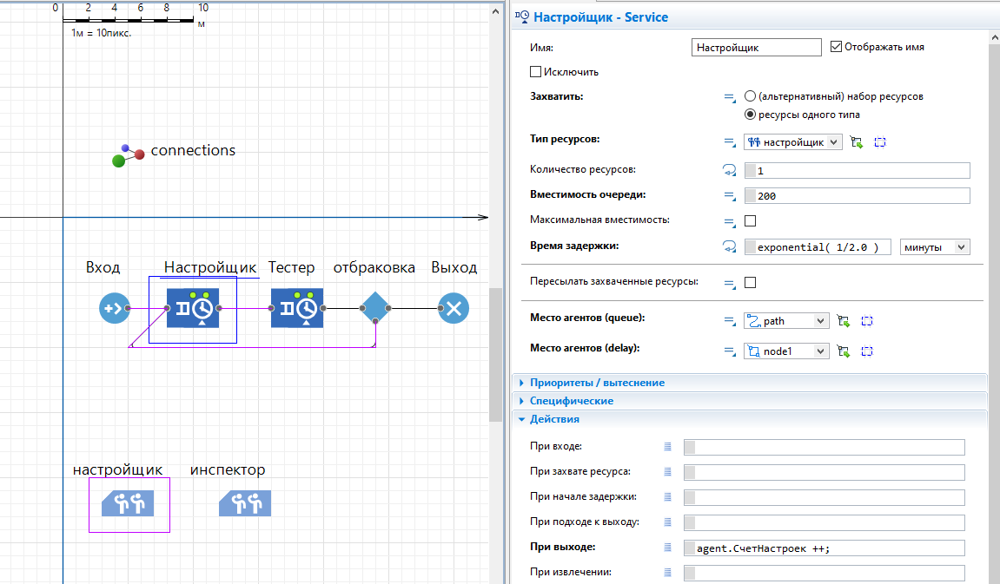 0 2 4 6 8 10
м
1м = 10пикс.
connections
Вход Настройщик Тестер отбраковка Выход
настройщик инспектор
Настройщик - Service
Имя: Настройщик Отображать имя
Исключить
Захватить: (альтернативный) набор ресурсов
ресурсы одного типа
Тип ресурсов: настройщик
Количество ресурсов: 1
Вместимость очереди: 200
Максимальная вместимость:
Время задержки: exponential( 1/2.0 ) минуты
Пересылать захваченные ресурсы:
Место агентов (queue): path
Место агентов (delay): node1
Приоритеты / вытеснение
Специфические
Действия
При входе:
При захвате ресурса:
При начале задержки:
При подходе к выходу:
При выходе: agent.СчетНастроек ++;
При извлечении: